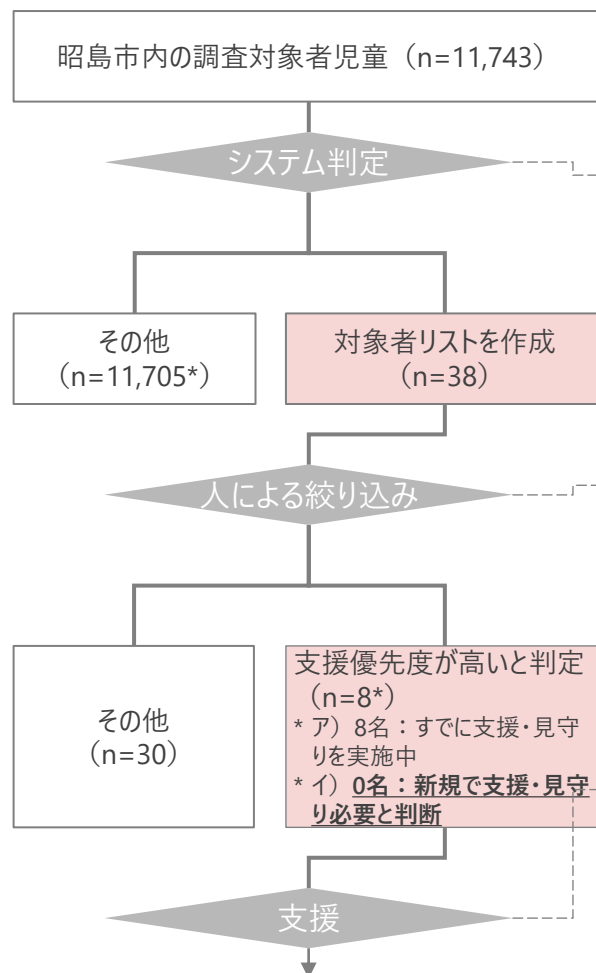 昭島市内の調査対象者児童（n=11,743）
システム判定
その他
（n=11,705*）
対象者リストを作成
（n=38）
人による絞り込み
その他
（n=30）
支援優先度が高いと判定
（n=8*）
* ア）8名：すでに支援・見守
りを実施中
* イ）0名：新規で支援・見守
り必要と判断
支援